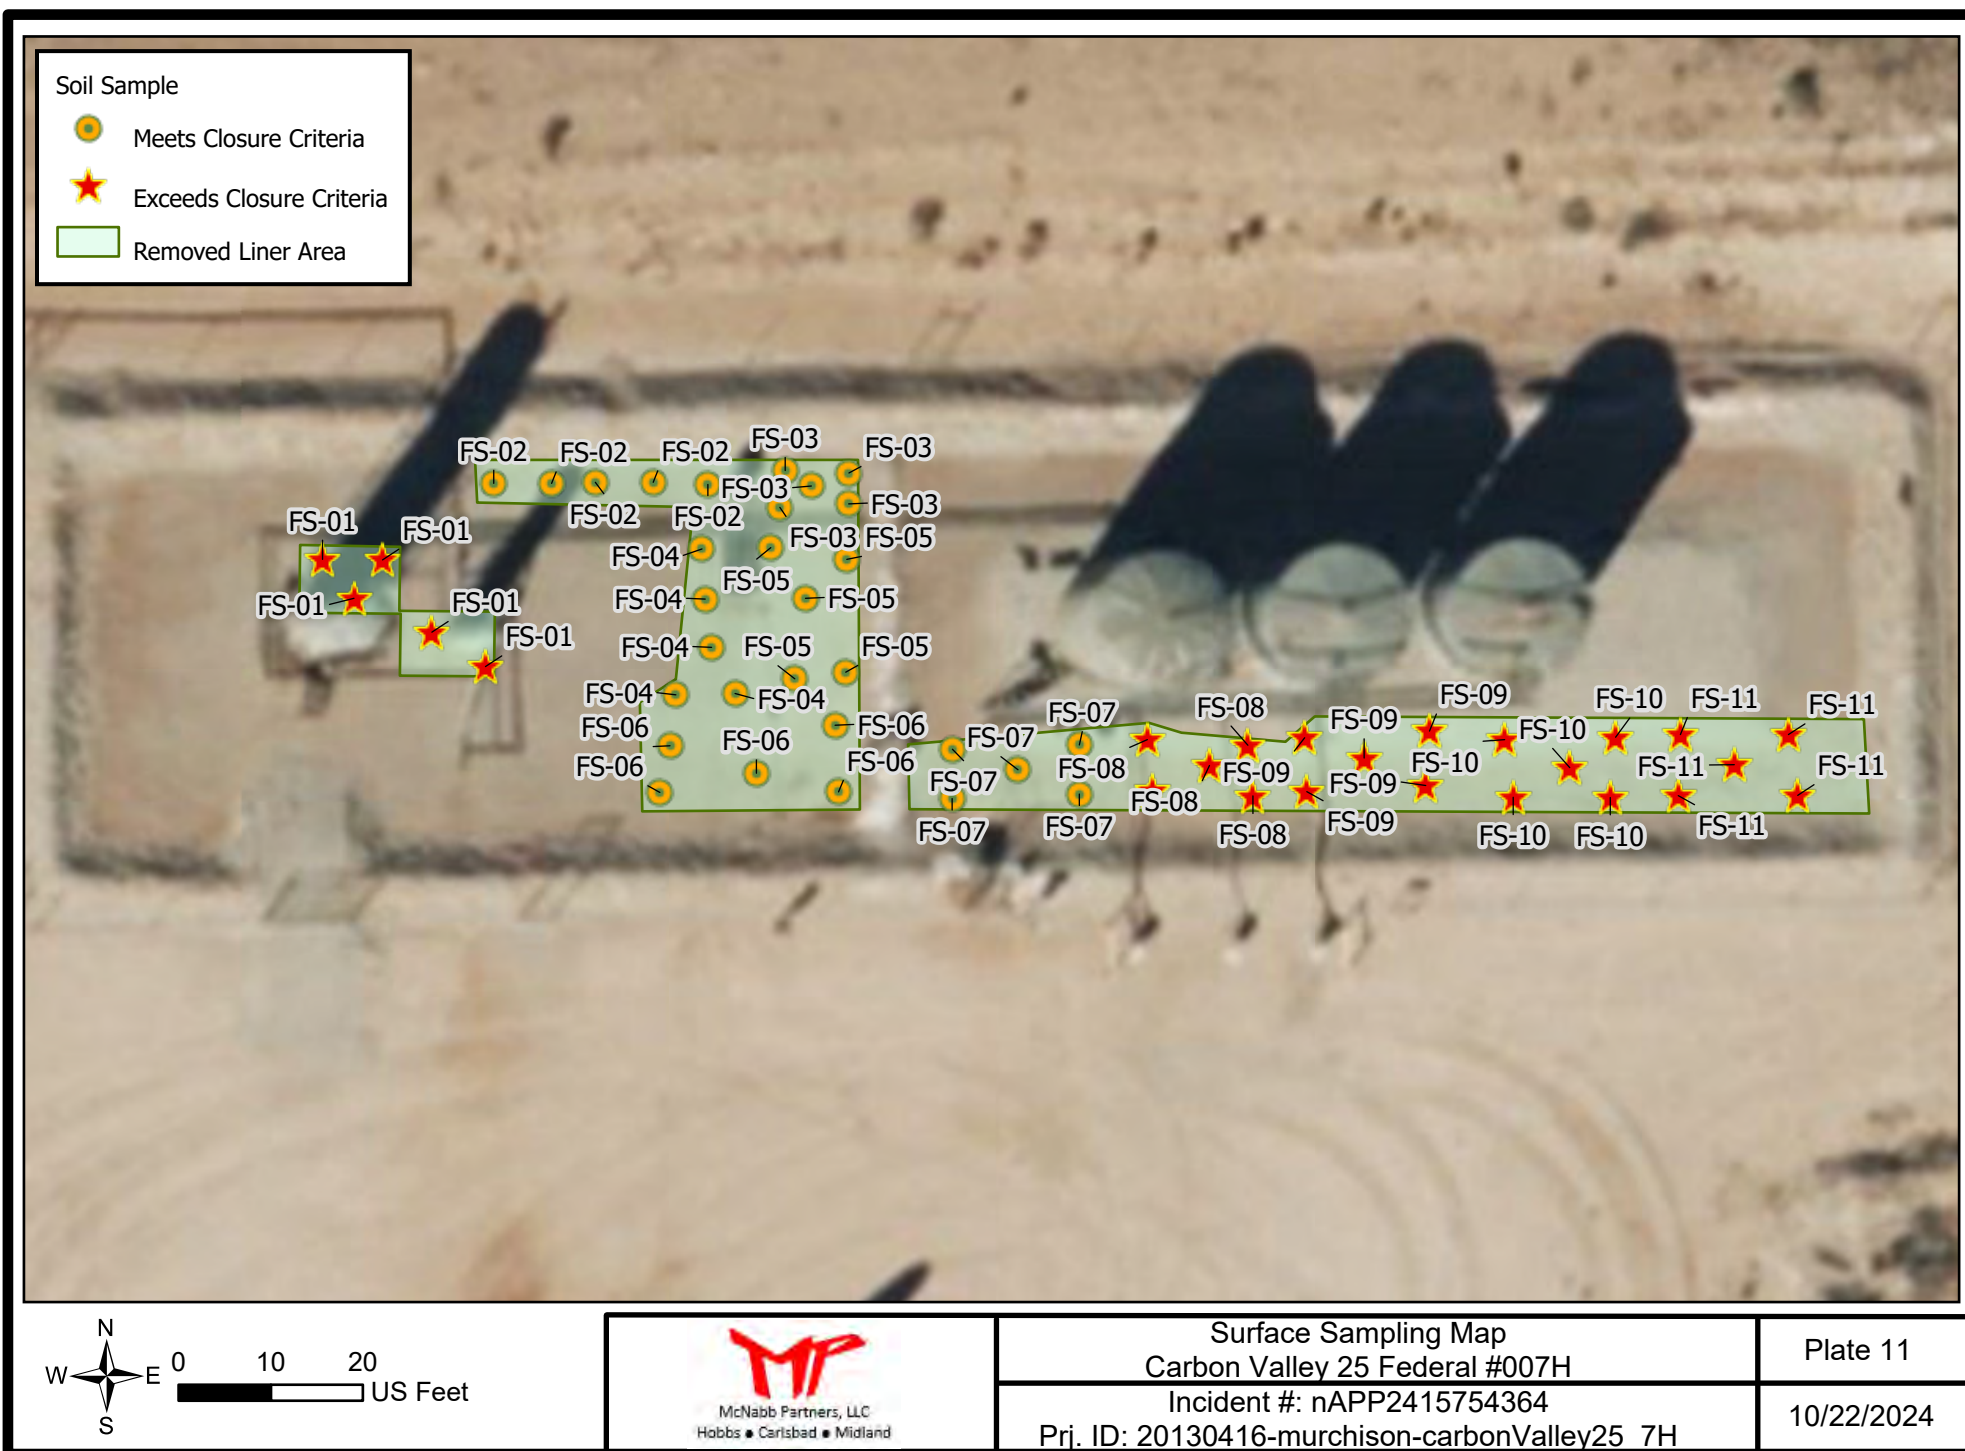 Soil Sample
Meets Closure Criteria
Exceeds Closure Criteria
Removed Liner Area
FS-03
FS-03
FS-02
FS-02
FS-02
FS-03
FS-03
FS-02
FS-02
FS-01
FS-01
FS-03
FS-05
FS-04
FS-05
FS-01
FS-01
FS-04
FS-05
FS-01
FS-04
FS-05
FS-05
FS-04
FS-04
FS-06
FS-06
FS-06
FS-06
FS-06
FS-07
FS-07
FS-08
FS-09
FS-09
FS-10
FS-11
FS-11
FS-10
FS-07
FS-08
FS-09
FS-10
FS-11
FS-11
FS-09
FS-08
FS-07
FS-07
FS-08
FS-09
FS-10
FS-10
FS-11
N
W
E
S
0 10 20
US Feet
McNabb Partners, LLC
Hobbs • Carlsbad • Midland
Surface Sampling Map
Carbon Valley 25 Federal #007H
Incident #: nAPP2415754364
Prj. ID: 20130416-murchison-carbonValley25_7H
Plate 11
10/22/2024